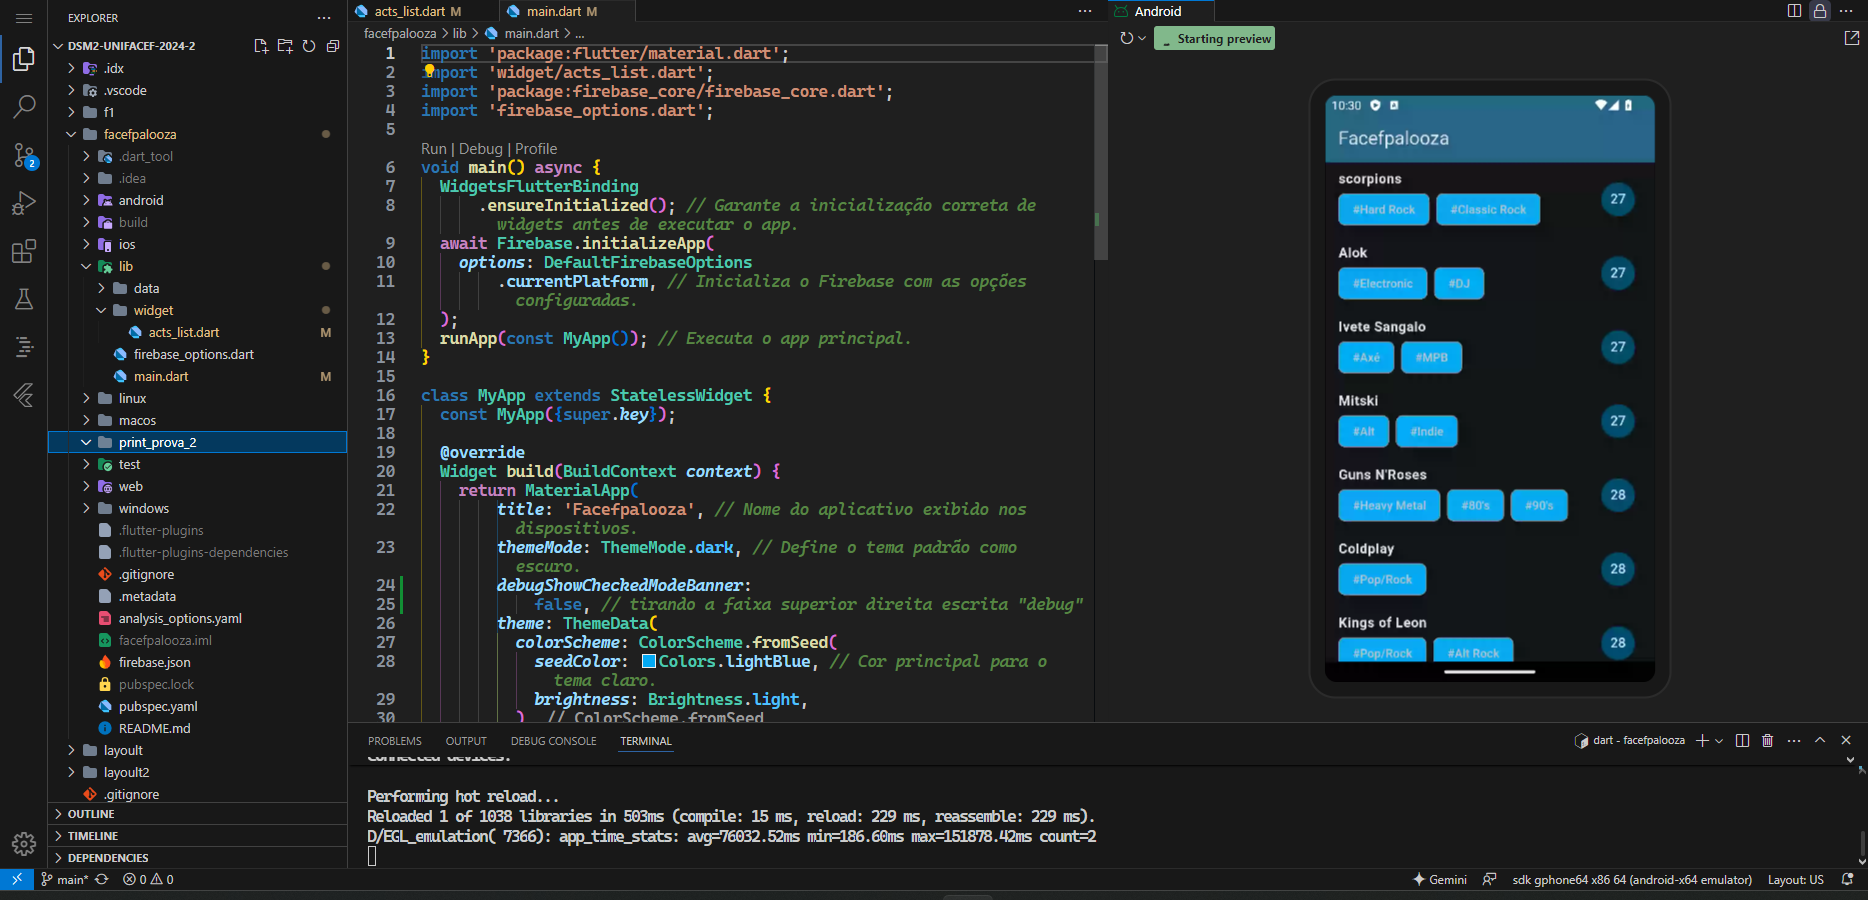 EXPLORER
DSM2-UNIFACEF-2024-2
.idx
.vscode
f1
facefpalooza
.dart_tool
.idea
android
build
ios
lib
data
widget
acts_list.dart M
firebase_options.dart
main.dart M
linux
macos
print_prova_2
test
web
windows
.flutter-plugins
.flutter-plugins-dependencies
.gitignore
.metadata
analysis_options.yaml
facefpalooza.iml
firebase.json
pubspec.lock
pubspec.yaml
README.md
layoult
layoult2
.gitignore
OUTLINE
TIMELINE
DEPENDENCIES
2
acts_list.dart M
main.dart M
facefpalooza > lib > main.dart > ...
1 import 'package:flutter/material.dart';
2 import 'widget/acts_list.dart';
3 import 'package:firebase_core/firebase_core.dart';
4 import 'firebase_options.dart';
5
Run | Debug | Profile
6 void main() async {
7 WidgetsFlutterBinding
8 .ensureInitialized(); // Garante a inicialização correta de
widgets antes de executar o app.
9 await Firebase.initializeApp(
10 options: DefaultFirebaseOptions
11 .currentPlatform, // Inicializa o Firebase com as opções
configuradas.
12 );
13 runApp(const MyApp()); // Executa o app principal.
14 }
15
16 class MyApp extends StatelessWidget {
17 const MyApp({super.key});
18
19 @override
20 Widget build(BuildContext context) {
21 return MaterialApp(
22 title: 'Facefpalooza', // Nome do aplicativo exibido nos
dispositivos.
23 themeMode: ThemeMode.dark, // Define o tema padrão como
escuro.
24 debugShowCheckedModeBanner:
25 false, // tirando a faixa superior direita escrita "debug"
26 theme: ThemeData(
27 colorScheme: ColorScheme.fromSeed(
28 seedColor: Colors.lightBlue, // Cor principal para o
tema claro.
29 brightness: Brightness.light,
30 ) // ColorScheme.fromSeed
Android
Starting preview
10:30
Facefpalooza
scorpions
#Hard Rock #Classic Rock 27
Alok
#Electronic #DJ 27
Ivete Sangalo
#Axé #MPB 27
Mitski
#Alt #Indie 27
Guns N'Roses
#Heavy Metal #80's #90's 28
Coldplay
#Pop/Rock 28
Kings of Leon
#Pop/Rock #Alt Rock 28
PROBLEMS OUTPUT DEBUG CONSOLE TERMINAL
dart - facefpalooza
Connected devices:
Performing hot reload...
Reloaded 1 of 1038 libraries in 503ms (compile: 15 ms, reload: 229 ms, reassemble: 229 ms).
D/EGL_emulation( 7366): app_time_stats: avg=76032.52ms min=186.60ms max=151878.42ms count=2
main* 0 0
Gemini sdk gphone64 x86 64 (android-x64 emulator) Layout: US